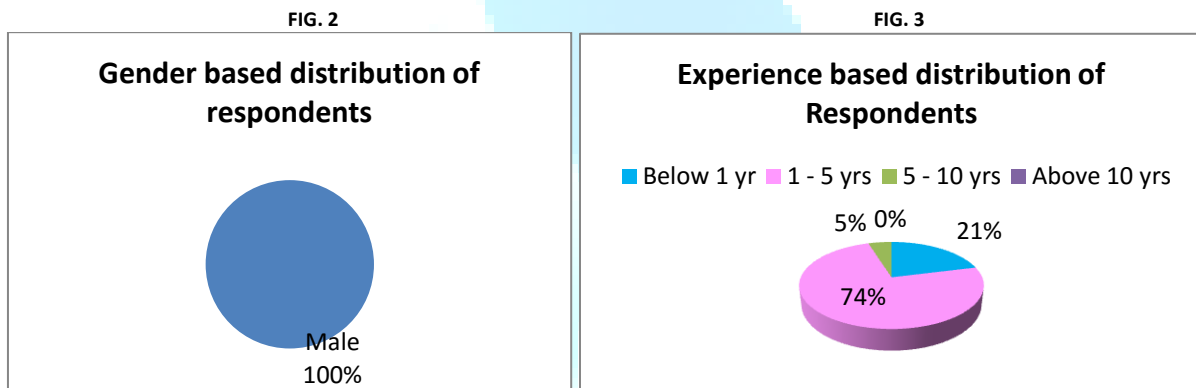 FIG. 2
Gender based distribution of
respondents
Male
100%
FIG. 3
Experience based distribution of
Respondents
Below 1 yr 1 - 5 yrs 5 - 10 yrs Above 10 yrs
5% 0%
21%
74%